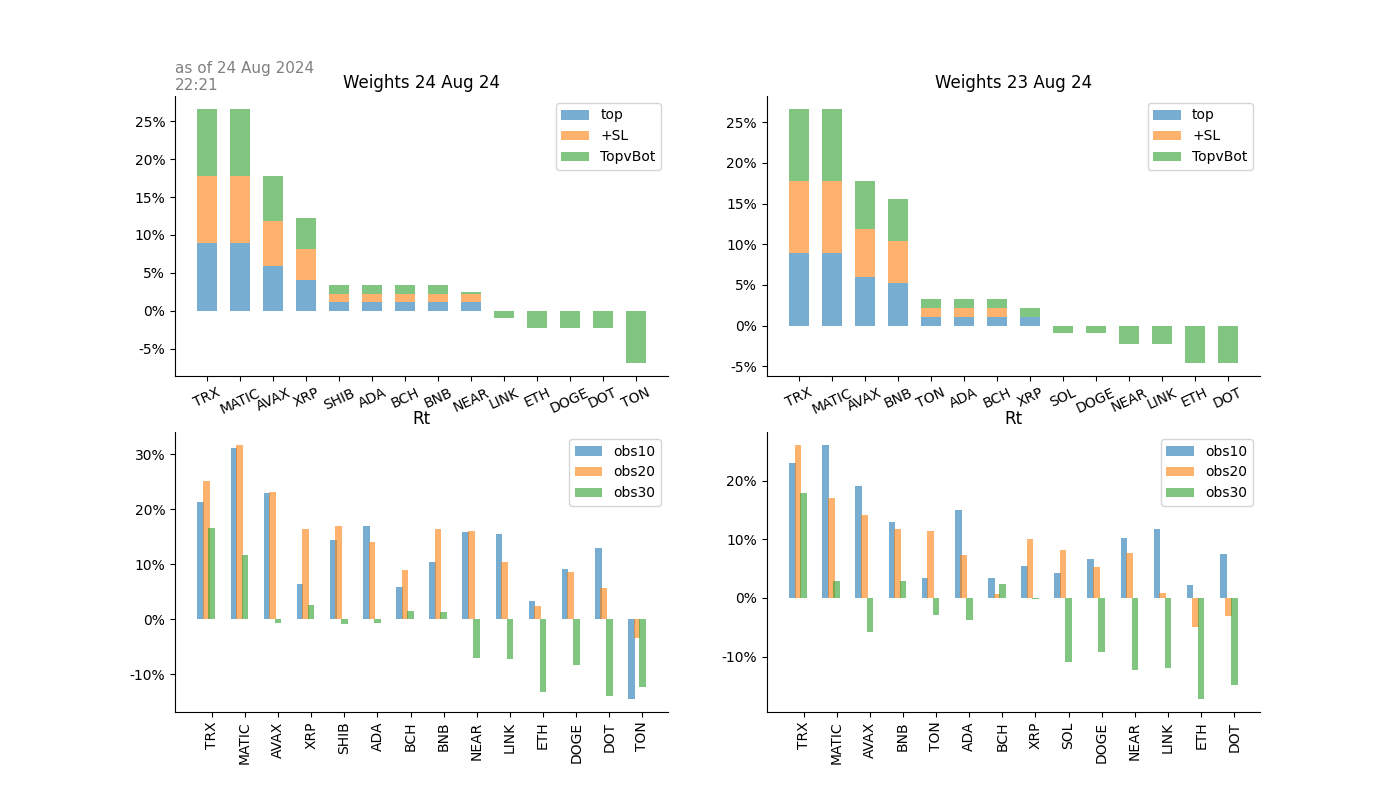 as of 24 Aug 2024
22:21
Weights 24 Aug 24
top
+SL
TopvBot
25%
20%
15%
10%
5%
0%
-5%
TRX MATIC AVAX XRP SHIB ADA BCH BNB NEAR LINK ETH DOGE DOT TON
Weights 23 Aug 24
top
+SL
TopvBot
25%
20%
15%
10%
5%
0%
-5%
TRX MATIC AVAX BNB TON ADA BCH XRP SOL DOGE NEAR LINK ETH DOT
Rt
obs10
obs20
obs30
30%
20%
10%
0%
-10%
TRX MATIC AVAX XRP SHIB ADA BCH BNB NEAR LINK ETH DOGE DOT TON
Rt
obs10
obs20
obs30
20%
10%
0%
-10%
TRX MATIC AVAX BNB TON ADA BCH XRP SOL DOGE NEAR LINK ETH DOT